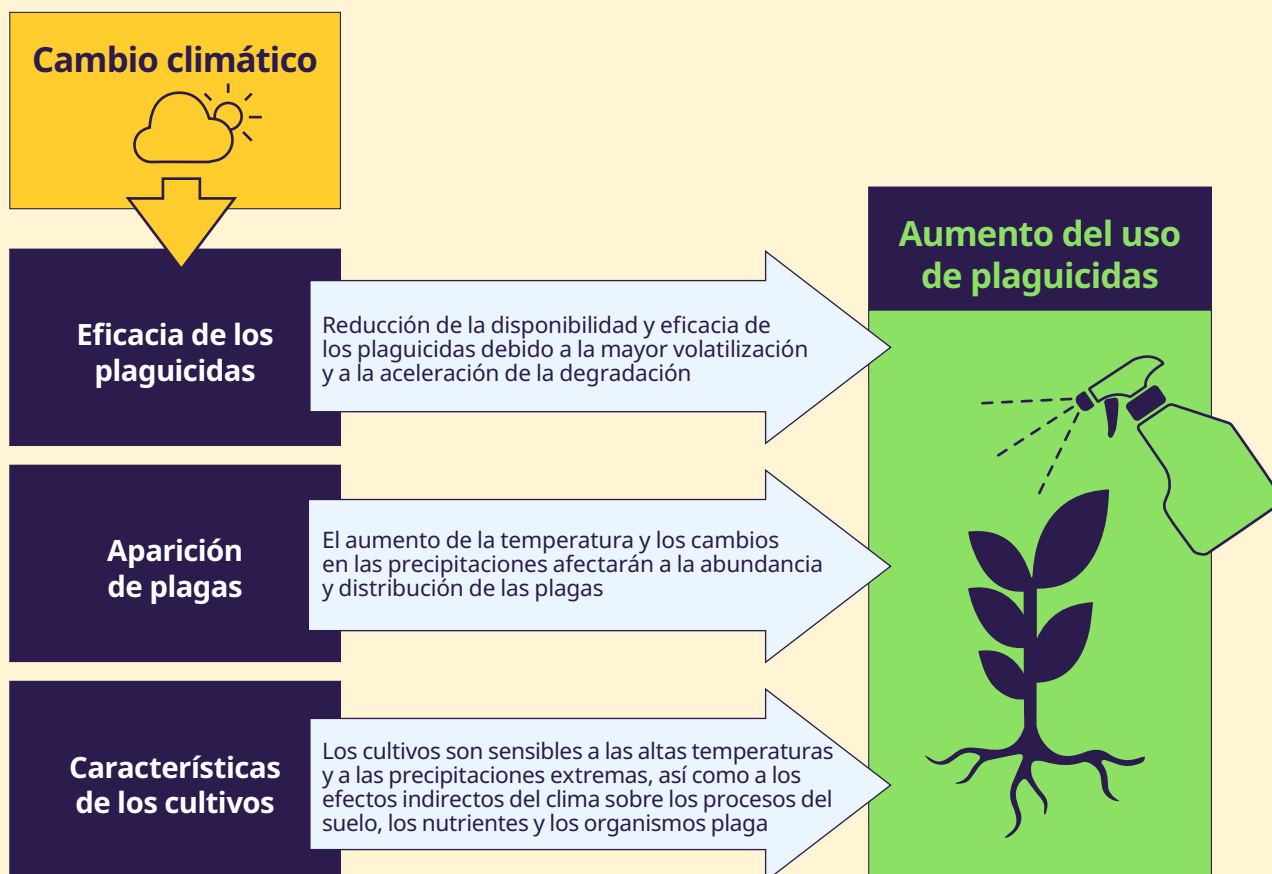 Cambio climático
Eficacia de los
plaguicidas
Reducción de la disponibilidad y eficacia de
los plaguicidas debido a la mayor volatilización
y a la aceleración de la degradación
Aparición
de plagas
El aumento de la temperatura y los cambios
en las precipitaciones afectarán a la abundancia
y distribución de las plagas
Características
de los cultivos
Los cultivos son sensibles a las altas temperaturas
y a las precipitaciones extremas, así como a los
efectos indirectos del clima sobre los procesos del
suelo, los nutrientes y los organismos plaga
Aumento del uso
de plaguicidas